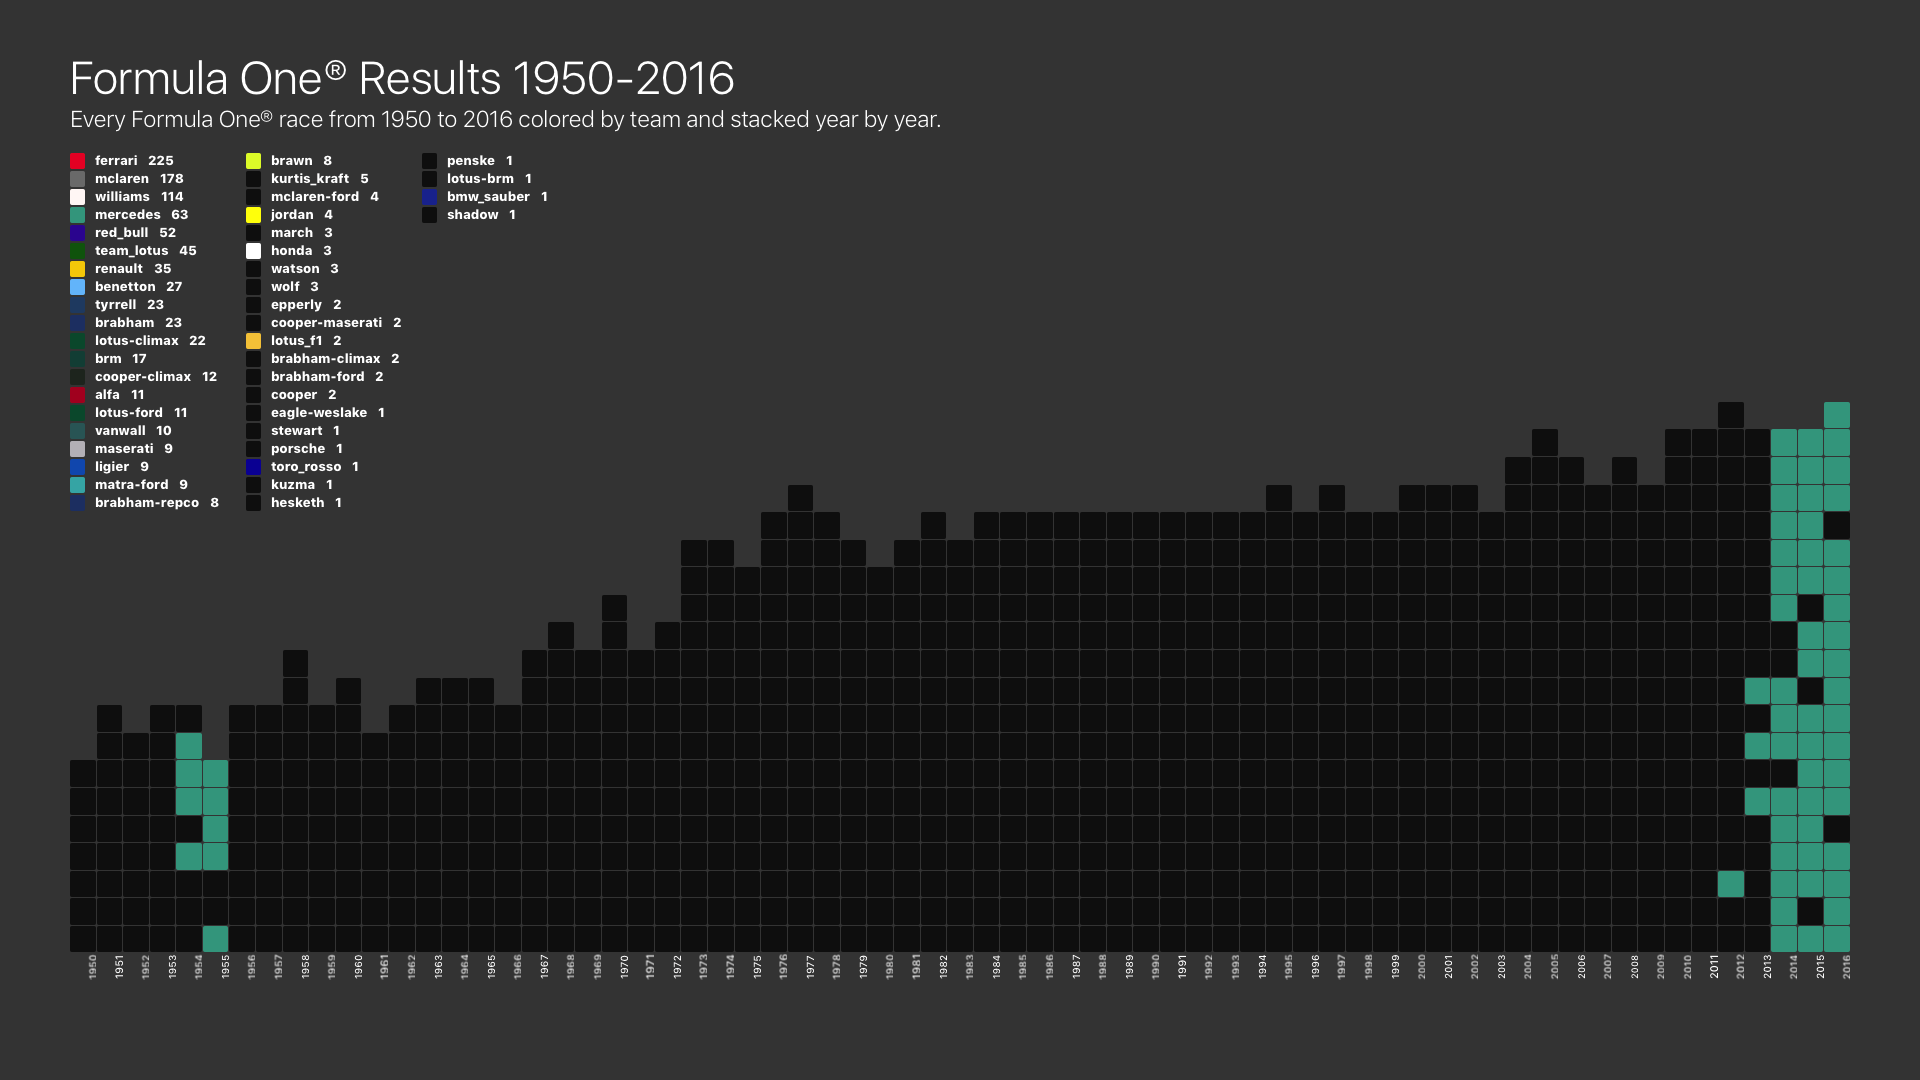 Formula One® Results 1950-2016
Every Formula One® race from 1950 to 2016 colored by team and stacked year by year.
ferrari 225
mclaren 178
williams 114
mercedes 63
red_bull 52
team_lotus 45
renault 35
benetton 27
tyrrell 23
brabham 23
lotus-climax 22
brm 17
cooper-climax 12
alfa 11
lotus-ford 11
vanwall 10
maserati 9
ligier 9
matra-ford 9
brabham-repco 8
brawn 8
kurtis_kraft 5
mclaren-ford 4
jordan 4
march 3
honda 3
watson 3
wolf 3
epperly 2
cooper-maserati 2
lotus_f1 2
brabham-climax 2
brabham-ford 2
cooper 2
eagle-weslake 1
stewart 1
porsche 1
toro_rosso 1
kuzma 1
hesketh 1
penske 1
lotus-brm 1
bmw_sauber 1
shadow 1
1950
1951
1952
1953
1954
1955
1956
1957
1958
1959
1960
1961
1962
1963
1964
1965
1966
1967
1968
1969
1970
1971
1972
1973
1974
1975
1976
1977
1978
1979
1980
1981
1982
1983
1984
1985
1986
1987
1988
1989
1990
1991
1992
1993
1994
1995
1996
1997
1998
1999
2000
2001
2002
2003
2004
2005
2006
2007
2008
2009
2010
2011
2012
2013
2014
2015
2016